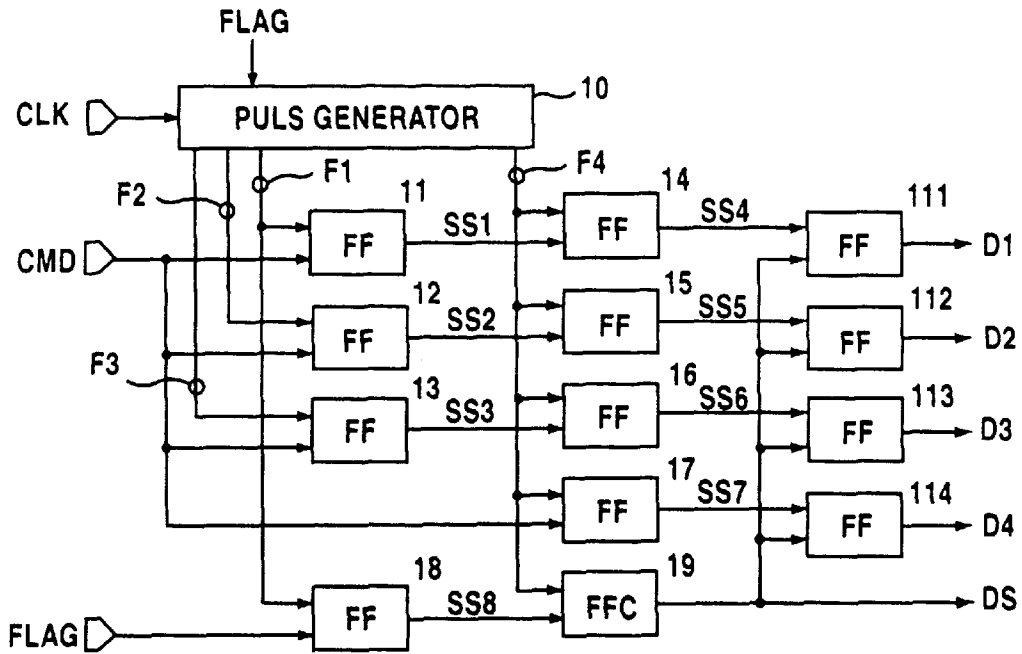 FLAG
10
CLK
PULS GENERATOR
F1
F4
F2
11
14
111
SS1
SS4
FF
FF
FF
D1
CMD
12
15
112
SS2
SS5
FF
FF
FF
D2
F3
13
16
113
SS3
SS6
FF
FF
FF
D3
17
114
SS7
FF
FF
D4
18
19
SS8
FF
FFC
DS
FLAG